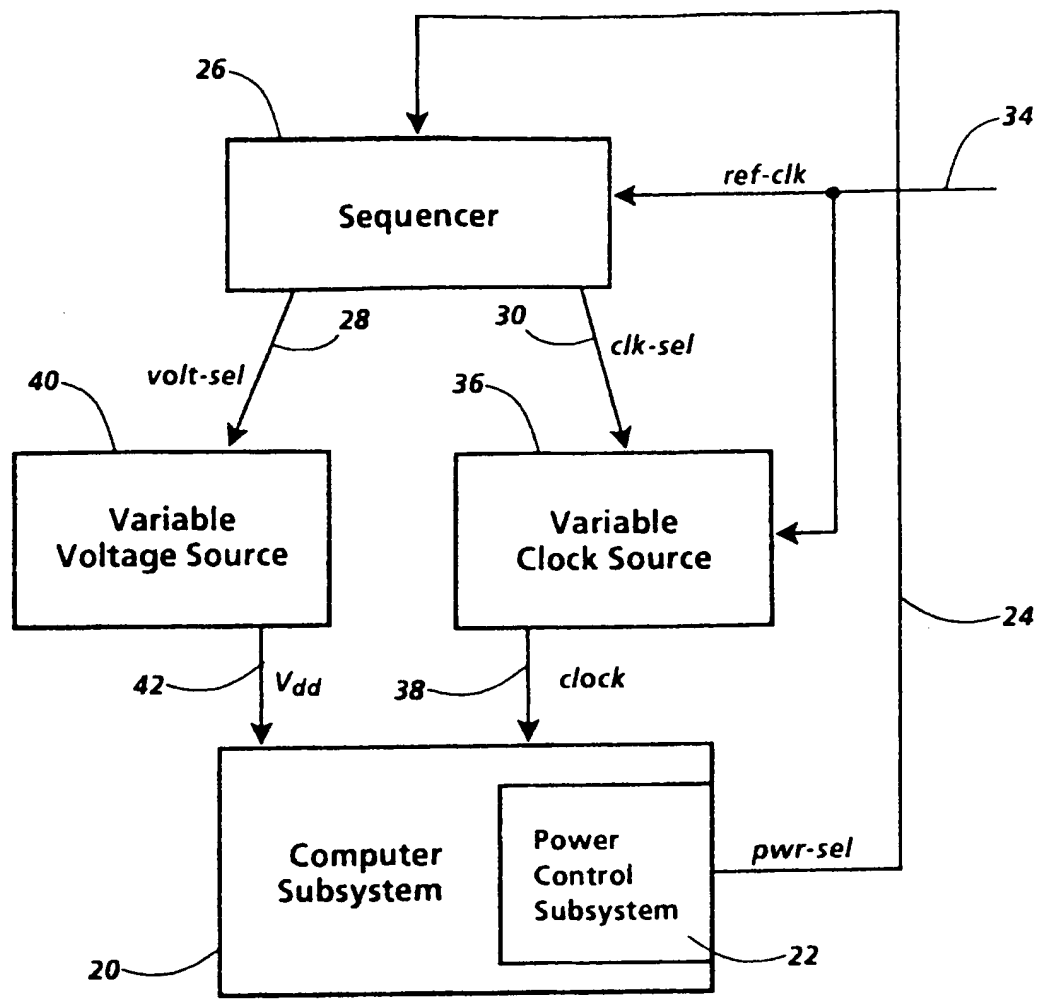 26
34
ref-clk
Sequencer
28
30
clk-sel
volt-sel
40
36
Variable
Voltage Source
Variable
Clock Source
24
42
Vdd
38
clock
Computer
Subsystem
Power
Control
Subsystem
pwr-sel
20
22